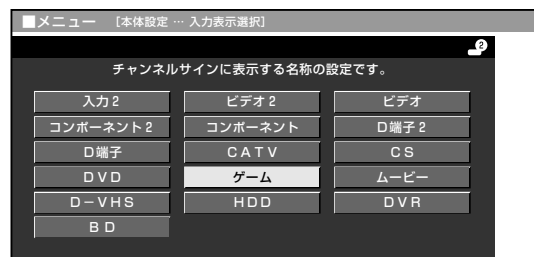 ■メニュー [本体設定 … 入力表示選択]
2
チャンネルサインに表示する名称の設定です。
入力2 ビデオ2 ビデオ
コンポーネント2 コンポーネント D端子2
D端子 CATV CS
DVD ゲーム ムービー
D－VHS HDD DVR
BD